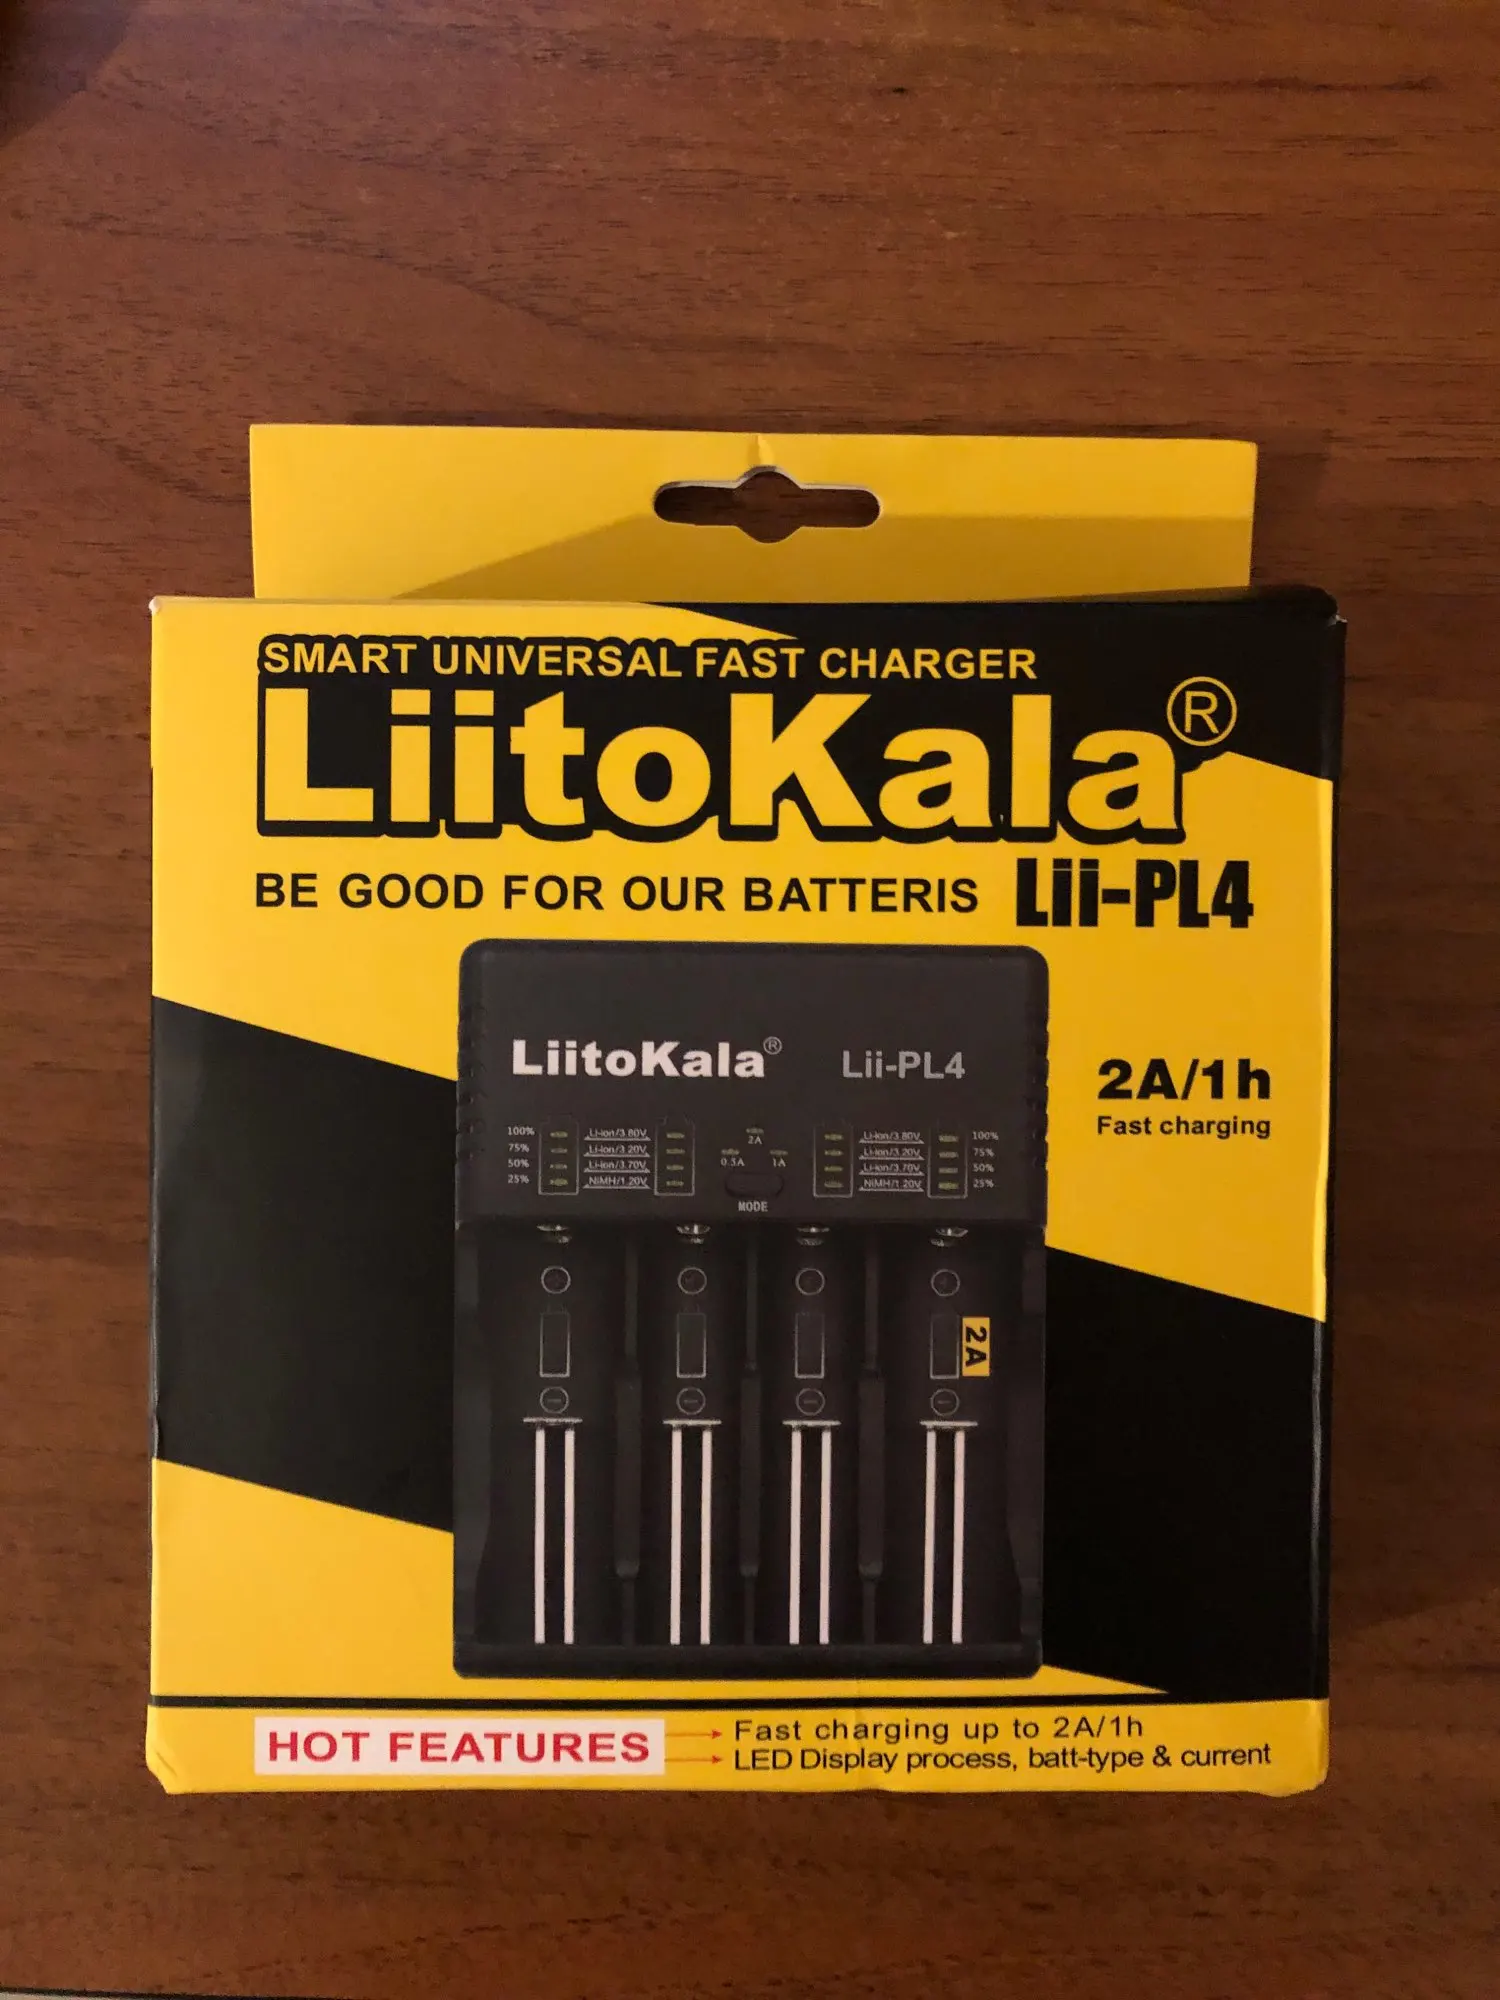 SMART UNIVERSAL FAST CHARGER
LiitoKala®
BE GOOD FOR OUR BATTERIS Lii-PL4
LiitoKala® Lii-PL4
2A/1h
Fast charging
100% Li-ion/3.80V 2A Li-ion/3.80V 100%
75% Li-ion/3.20V 0.5A 1A Li-ion/3.20V 75%
50% Li-ion/3.70V Li-ion/3.70V 50%
25% NiMH/1.20V NiMH/1.20V 25%
MODE
2A
HOT FEATURES
Fast charging up to 2A/1h
LED Display process, batt-type & current